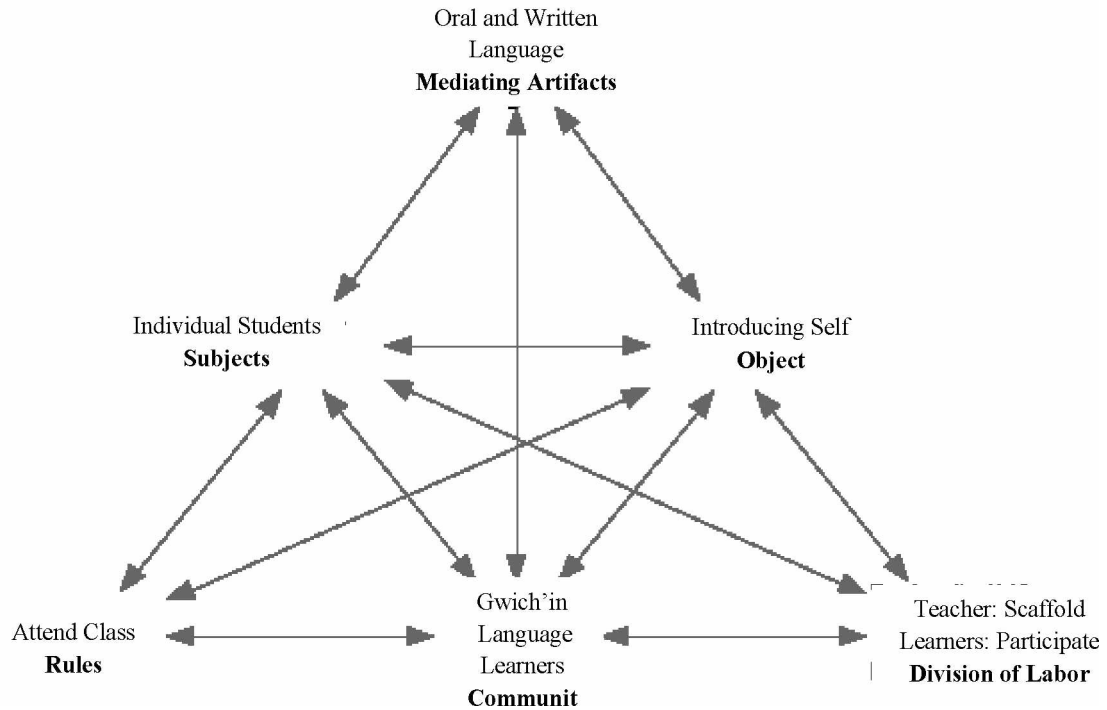 Oral and Written
Language
Mediating Artifacts
Individual Students
Subjects
Introducing Self
Object
Attend Class
Rules
Gwich’in
Language
Learners
Communit
Teacher: Scaffold
Learners: Participate
Division of Labor